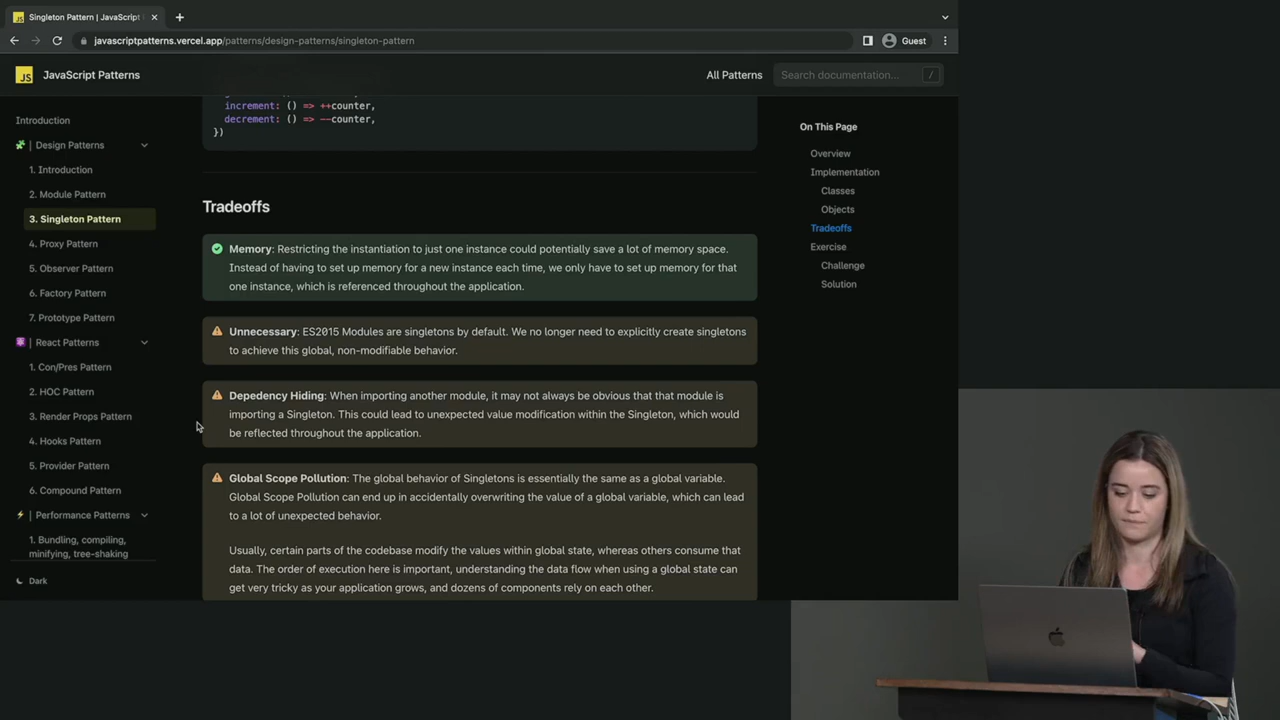 Singleton Pattern | JavaScript
javascriptpatterns.vercel.app/patterns/design-patterns/singleton-pattern
Guest
JS
JavaScript Patterns
All Patterns
Search documentation...
/
Introduction
| Design Patterns
1. Introduction
2. Module Pattern
3. Singleton Pattern
4. Proxy Pattern
5. Observer Pattern
6. Factory Pattern
7. Prototype Pattern
| React Patterns
1. Con/Pres Pattern
2. HOC Pattern
3. Render Props Pattern
4. Hooks Pattern
5. Provider Pattern
6. Compound Pattern
| Performance Patterns
1. Bundling, compiling,
minifying, tree-shaking
Dark
increment: () => ++counter,
decrement: () => --counter,
})
Tradeoffs
Memory: Restricting the instantiation to just one instance could potentially save a lot of memory space.
Instead of having to set up memory for a new instance each time, we only have to set up memory for that
one instance, which is referenced throughout the application.
Unnecessary: ES2015 Modules are singletons by default. We no longer need to explicitly create singletons
to achieve this global, non-modifiable behavior.
Depedency Hiding: When importing another module, it may not always be obvious that that module is
importing a Singleton. This could lead to unexpected value modification within the Singleton, which would
be reflected throughout the application.
Global Scope Pollution: The global behavior of Singletons is essentially the same as a global variable.
Global Scope Pollution can end up in accidentally overwriting the value of a global variable, which can lead
to a lot of unexpected behavior.
Usually, certain parts of the codebase modify the values within global state, whereas others consume that
data. The order of execution here is important, understanding the data flow when using a global state can
get very tricky as your application grows, and dozens of components rely on each other.
On This Page
Overview
Implementation
Classes
Objects
Tradeoffs
Exercise
Challenge
Solution